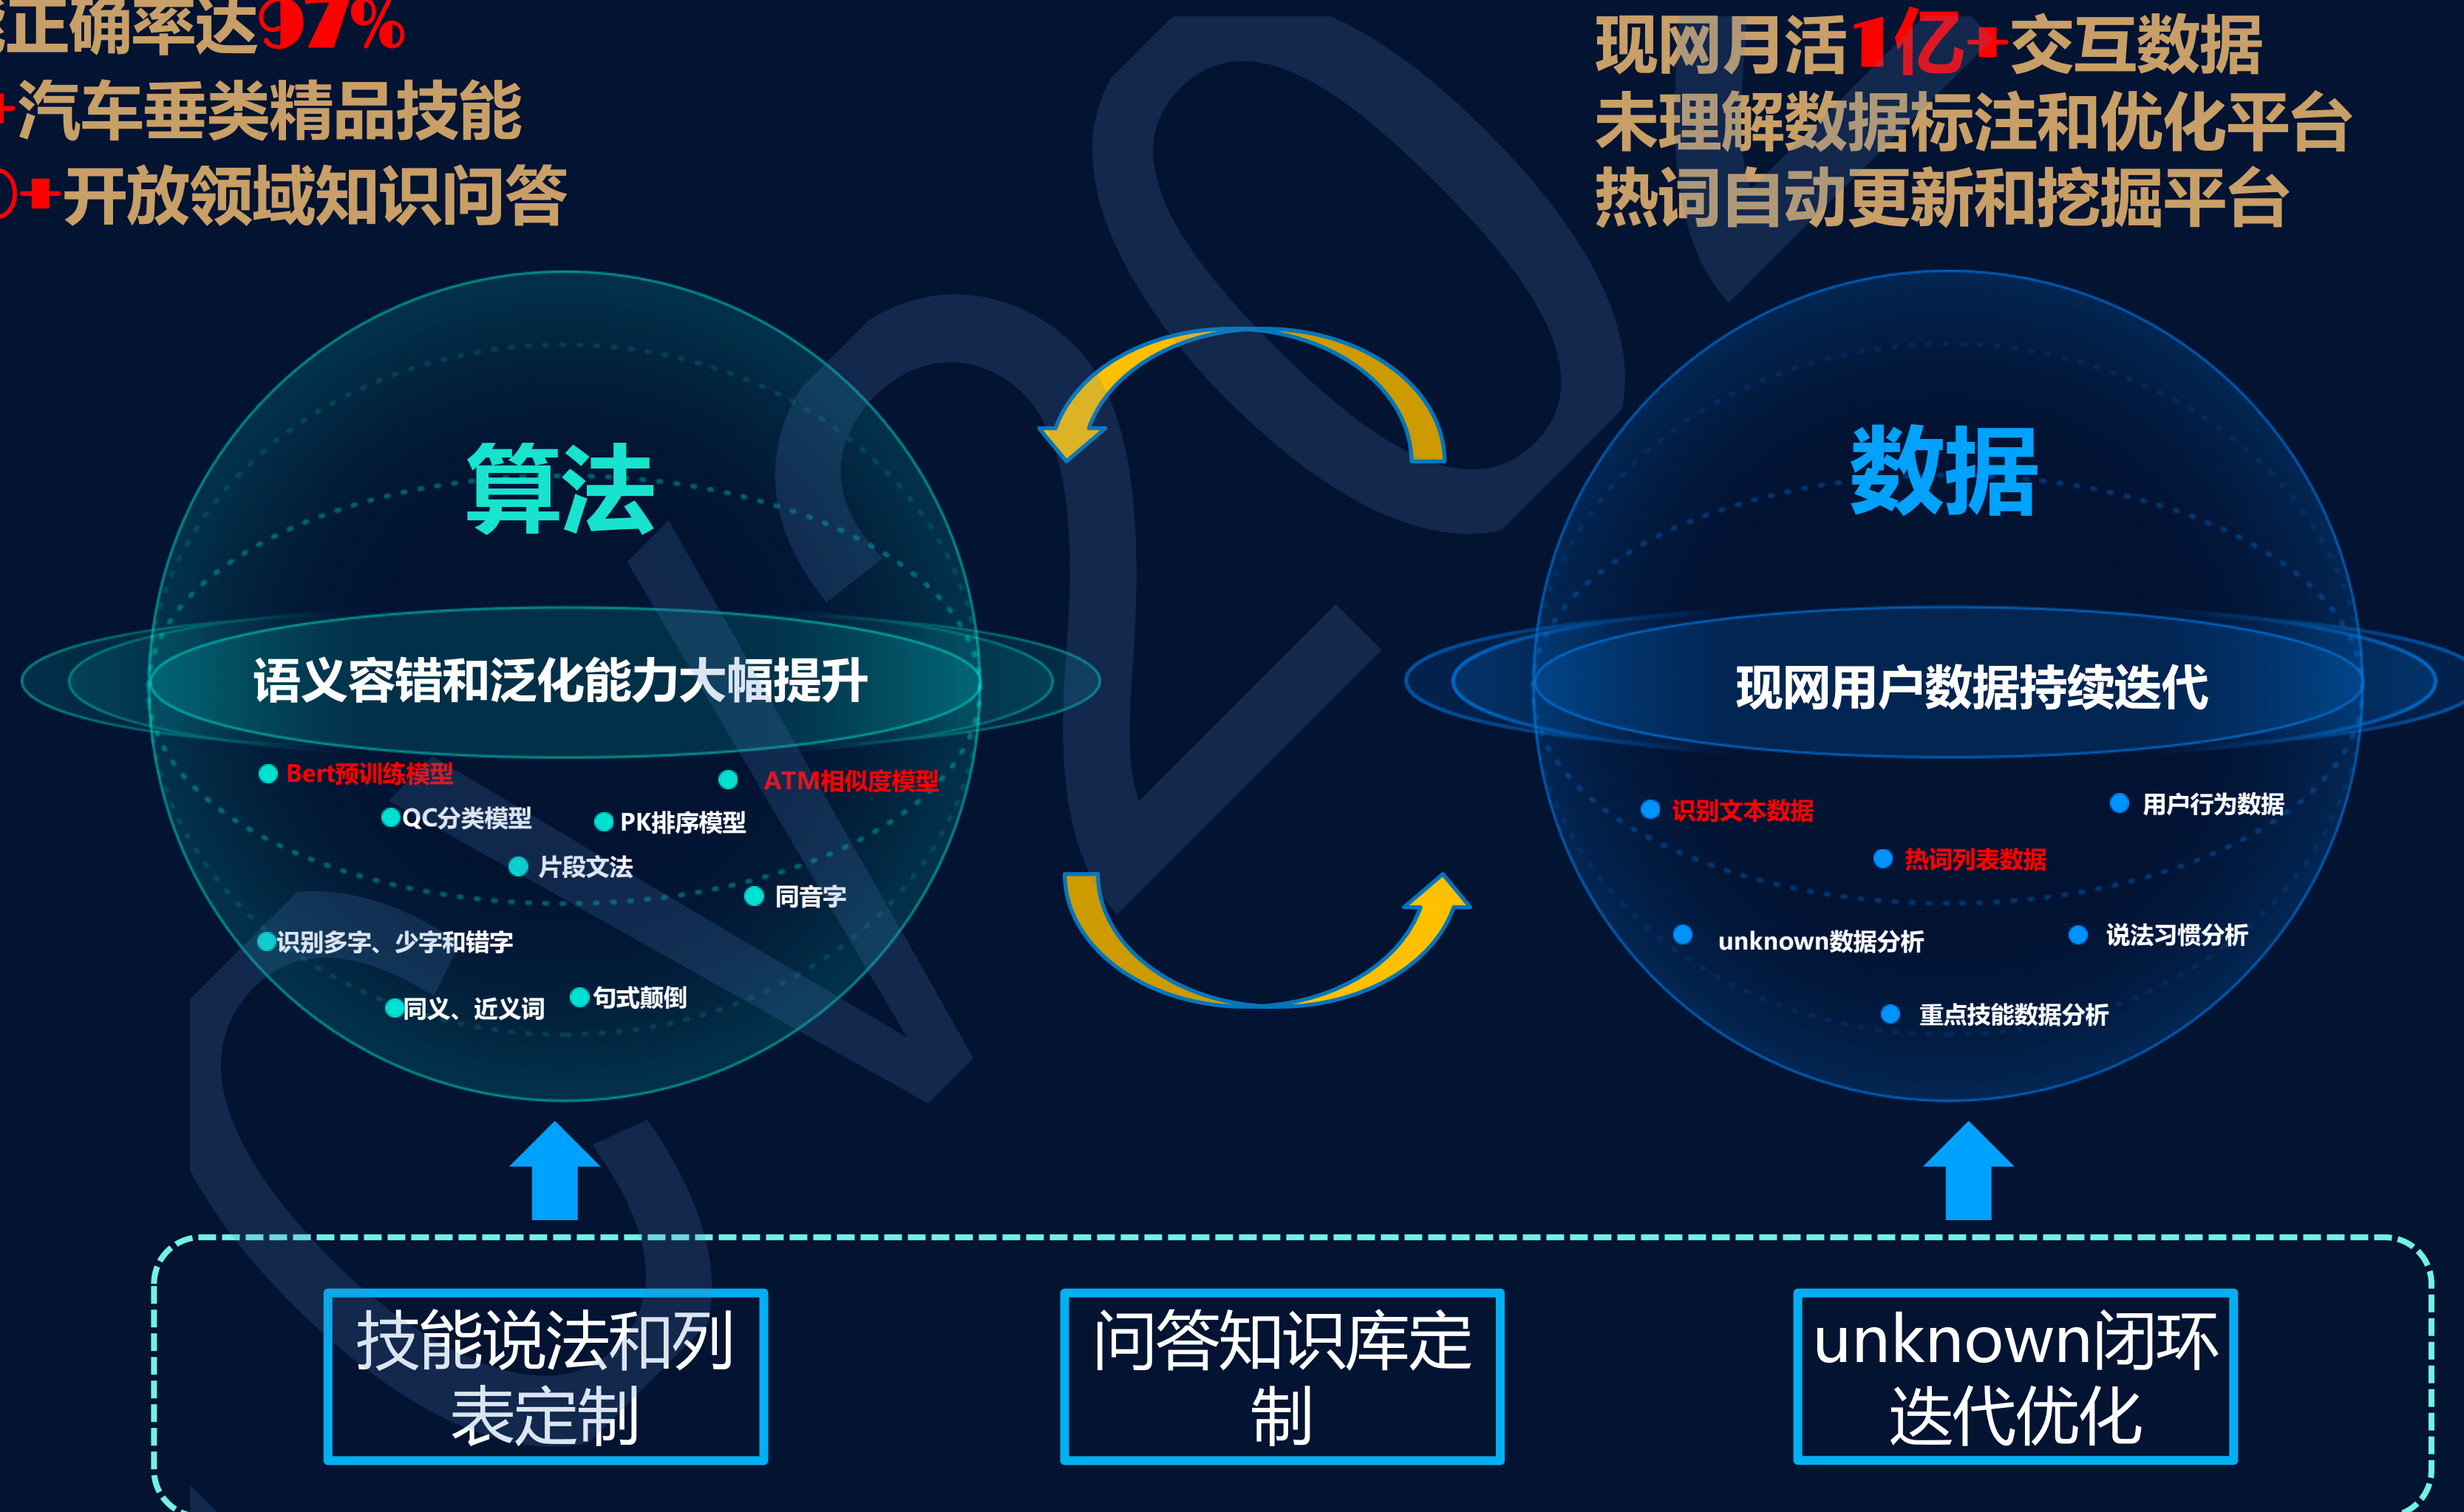 正确率达97%
+汽车垂类精品技能
0+开放领域知识问答
现网月活1亿+交互数据
未理解数据标注和优化平台
热词自动更新和挖掘平台
算法
语义容错和泛化能力大幅提升
Bert预训练模型
ATM相似度模型
QC分类模型
PK排序模型
片段文法
同音字
识别多字、少字和错字
同义、近义词
句式颠倒
数据
现网用户数据持续迭代
识别文本数据
用户行为数据
热词列表数据
unknown数据分析
说法习惯分析
重点技能数据分析
技能说法和列
表定制
问答知识库定
制
unknown闭环
迭代优化